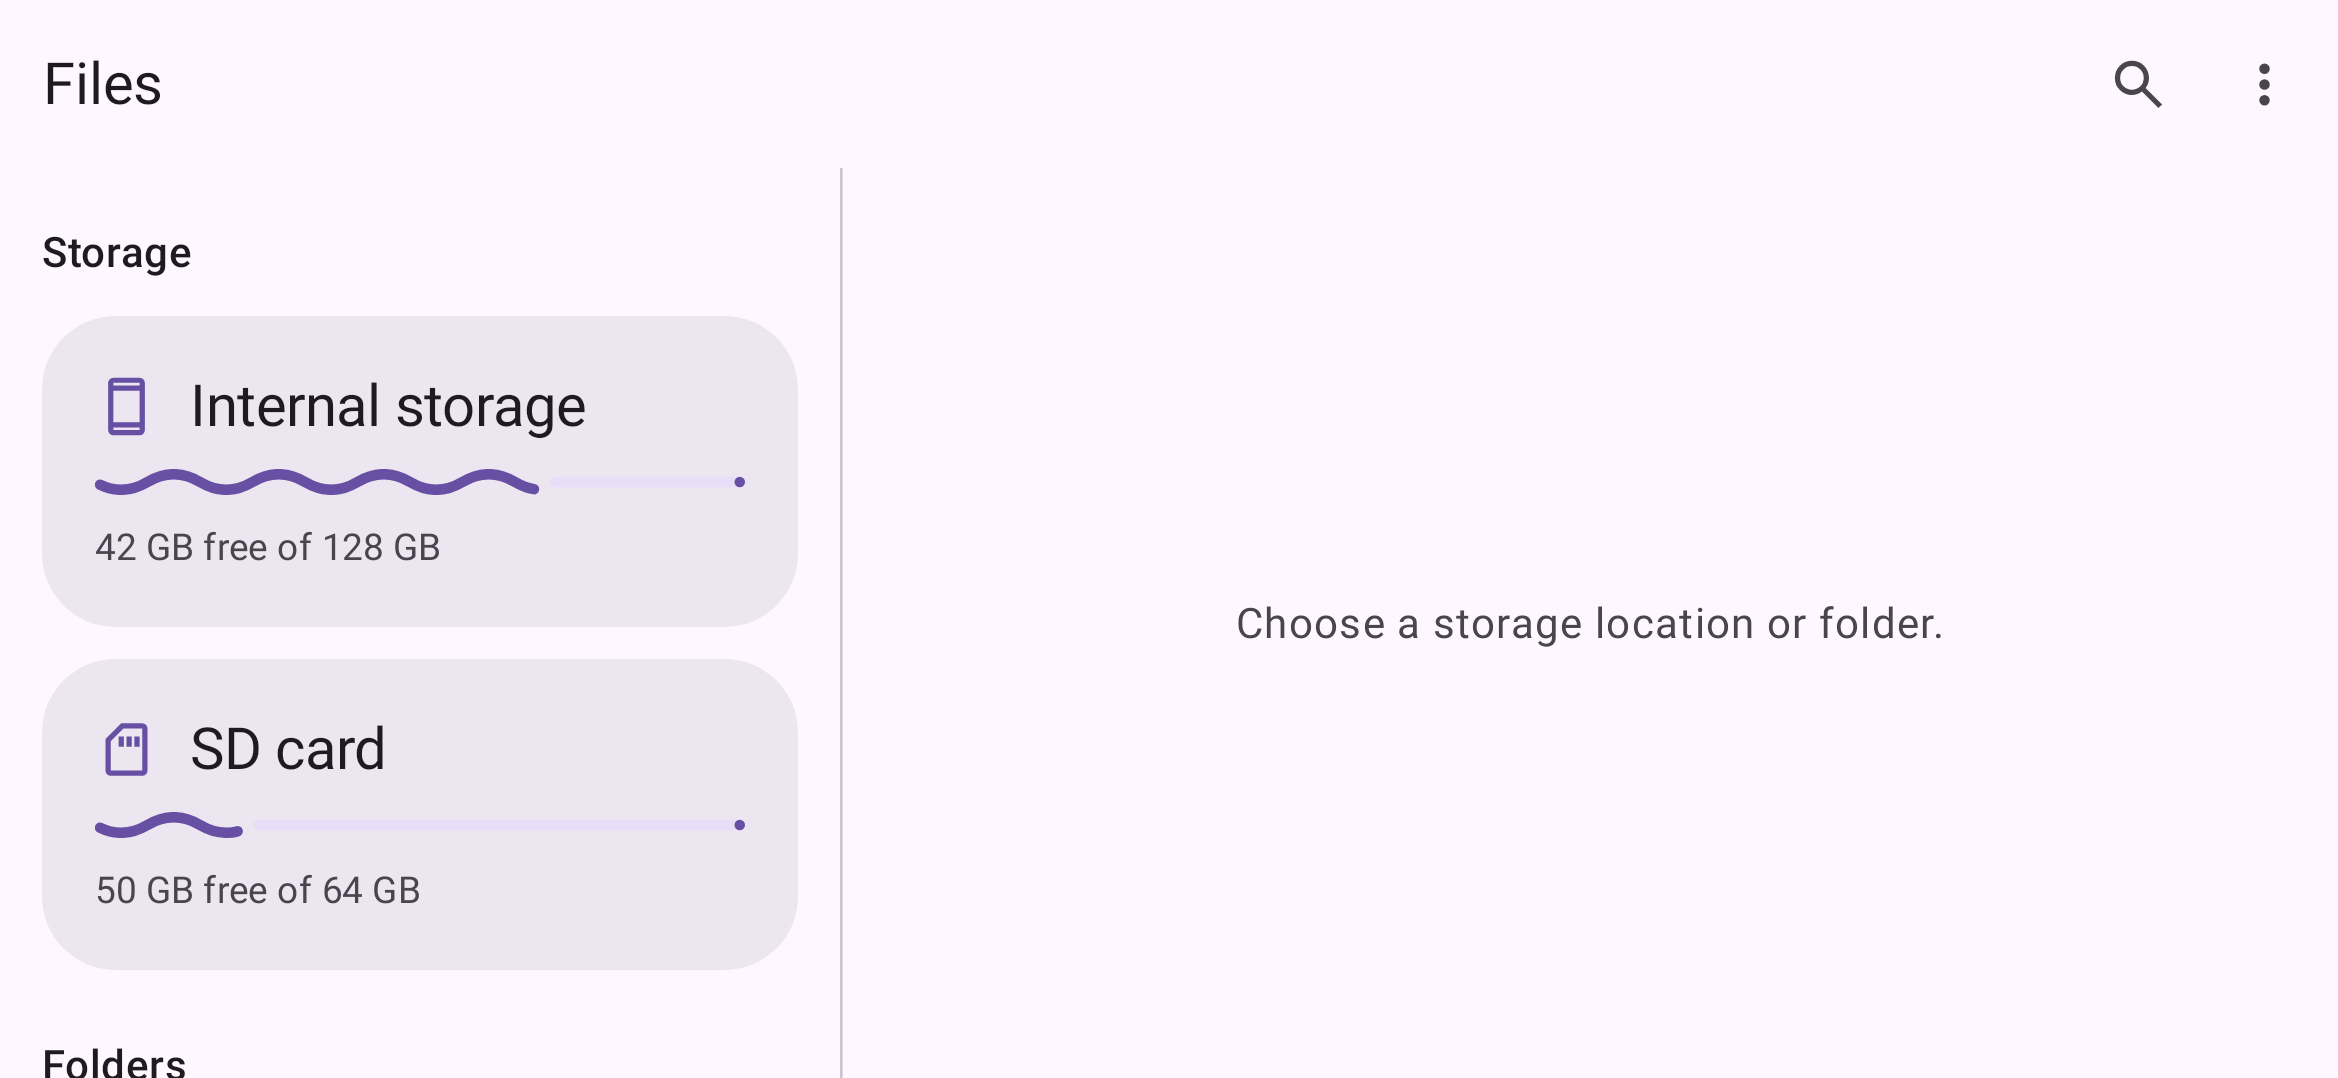 Files
Storage
Internal storage
42 GB free of 128 GB
SD card
50 GB free of 64 GB
Folders
Choose a storage location or folder.